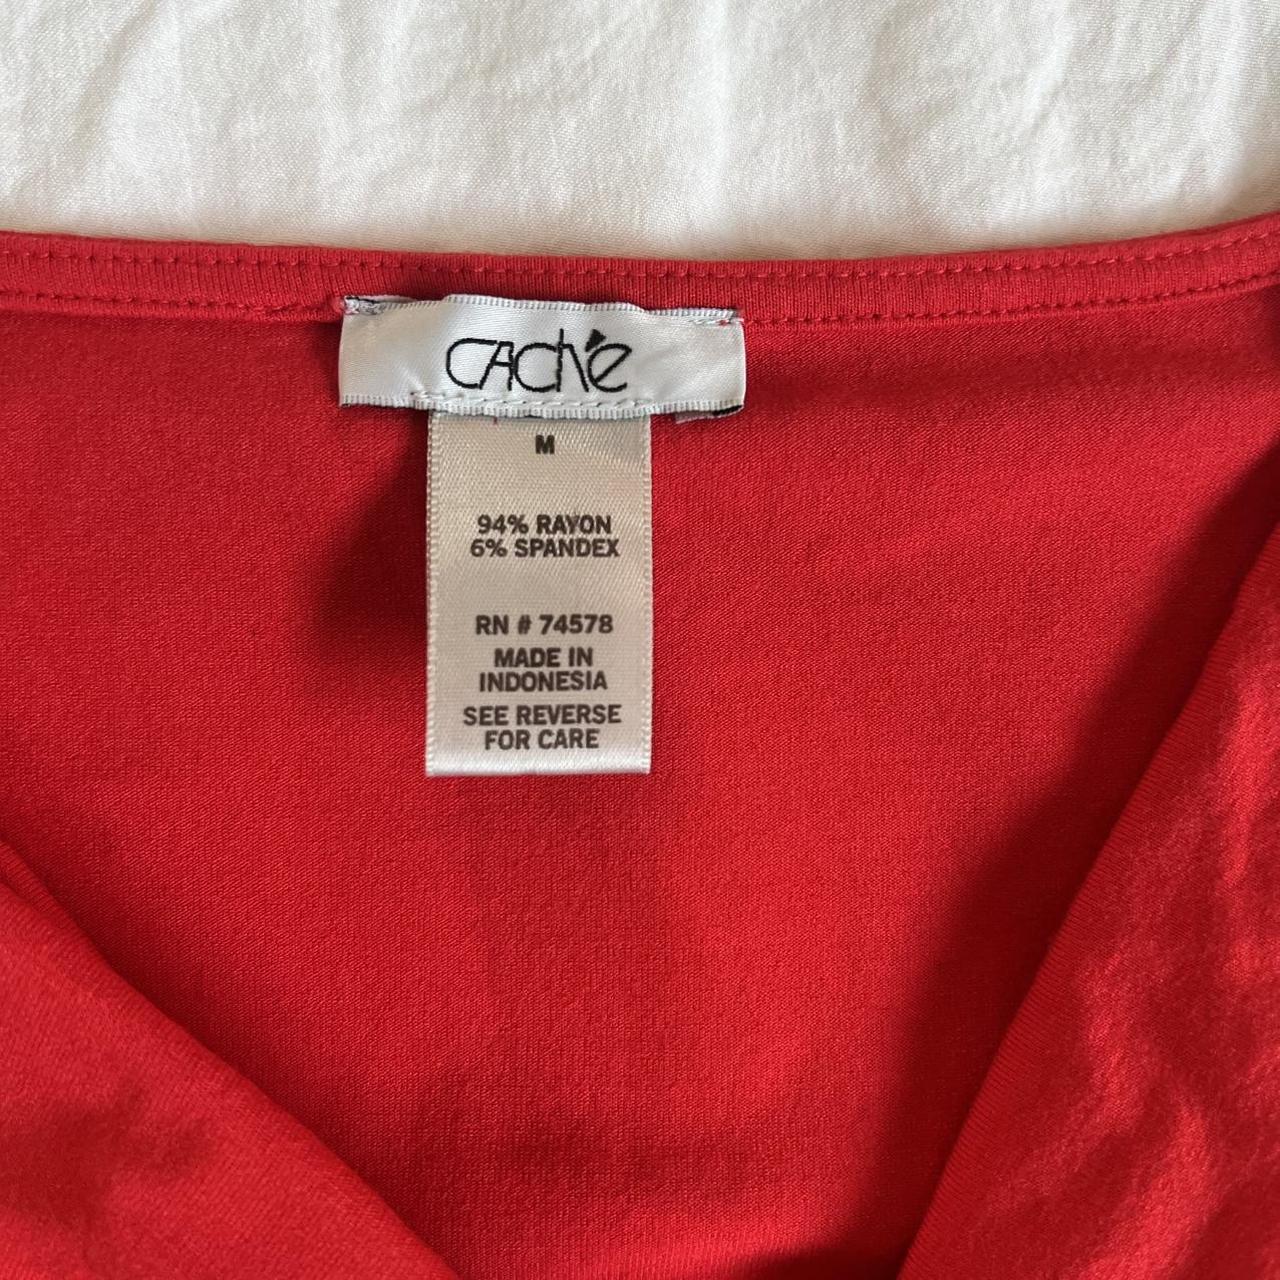 CAché
M
94% RAYON
6% SPANDEX
RN # 74578
MADE IN
INDONESIA
SEE REVERSE
FOR CARE